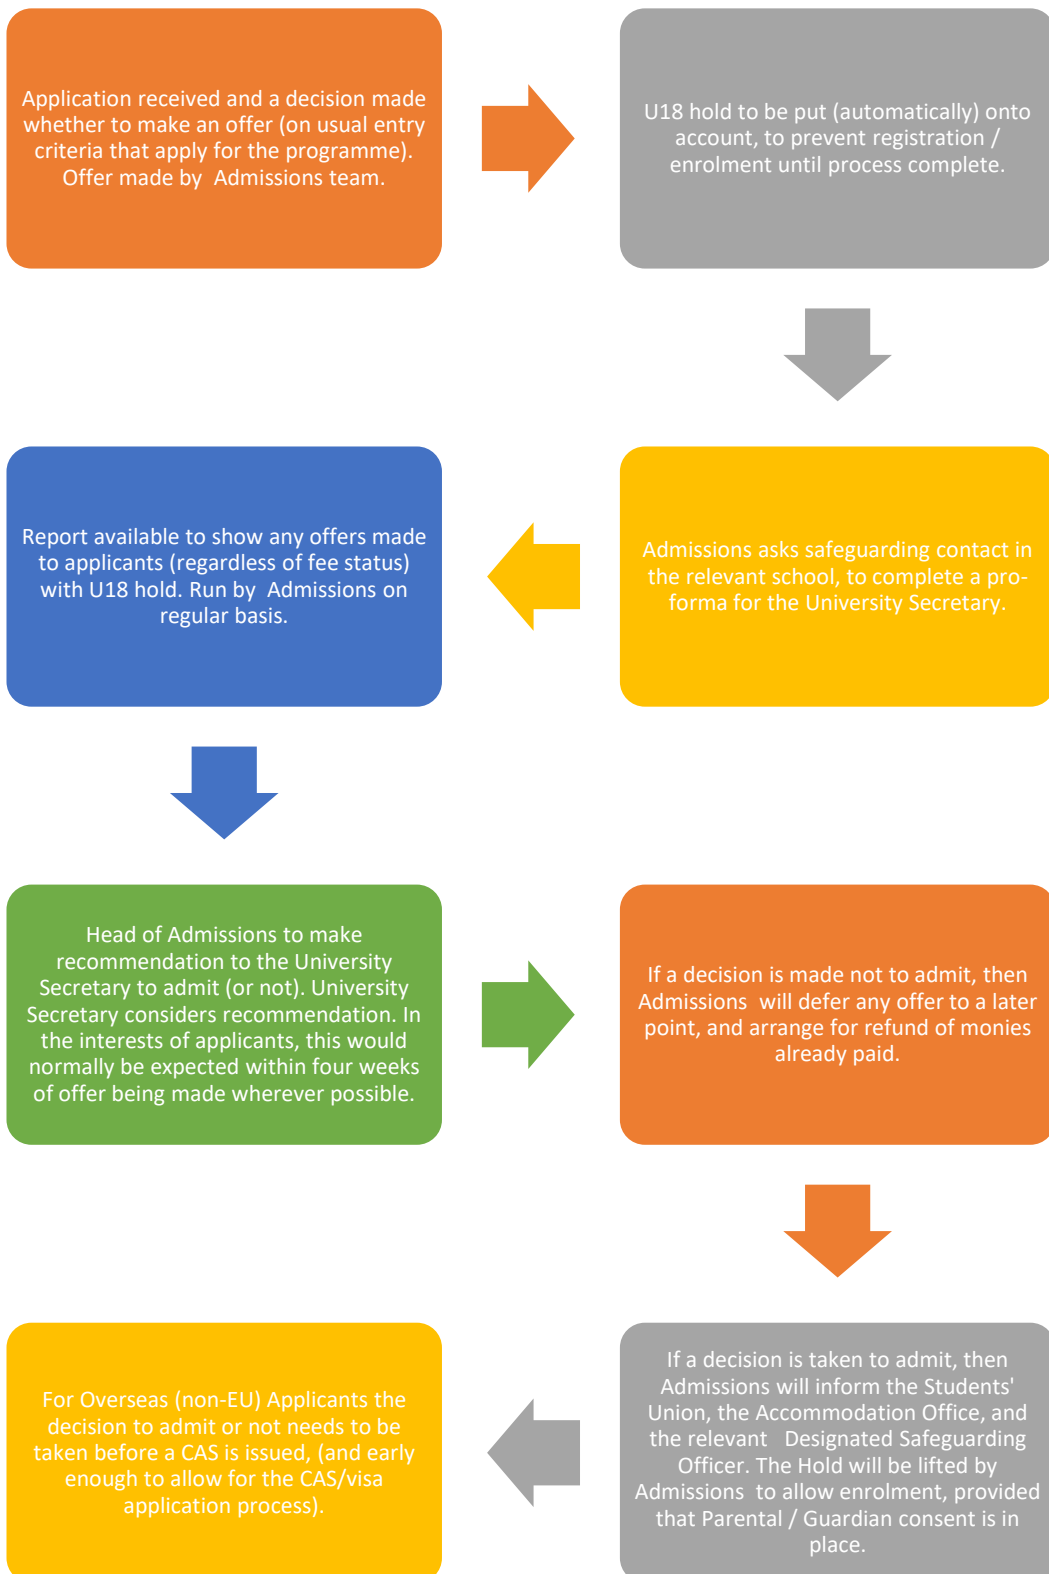 Application received and a decision made
whether to make an offer (on usual entry
criteria that apply for the programme).
Offer made by Admissions team.
U18 hold to be put (automatically) onto
account, to prevent registration /
enrolment until process complete.
Admissions asks safeguarding contact in
the relevant school, to complete a pro-
forma for the University Secretary.
Report available to show any offers made
to applicants (regardless of fee status)
with U18 hold. Run by Admissions on
regular basis.
Head of Admissions to make
recommendation to the University
Secretary to admit (or not). University
Secretary considers recommendation. In
the interests of applicants, this would
normally be expected within four weeks
of offer being made wherever possible.
If a decision is made not to admit, then
Admissions will defer any offer to a later
point, and arrange for refund of monies
already paid.
If a decision is taken to admit, then
Admissions will inform the Students'
Union, the Accommodation Office, and
the relevant Designated Safeguarding
Officer. The Hold will be lifted by
Admissions to allow enrolment, provided
that Parental / Guardian consent is in
place.
For Overseas (non-EU) Applicants the
decision to admit or not needs to be
taken before a CAS is issued, (and early
enough to allow for the CAS/visa
application process).